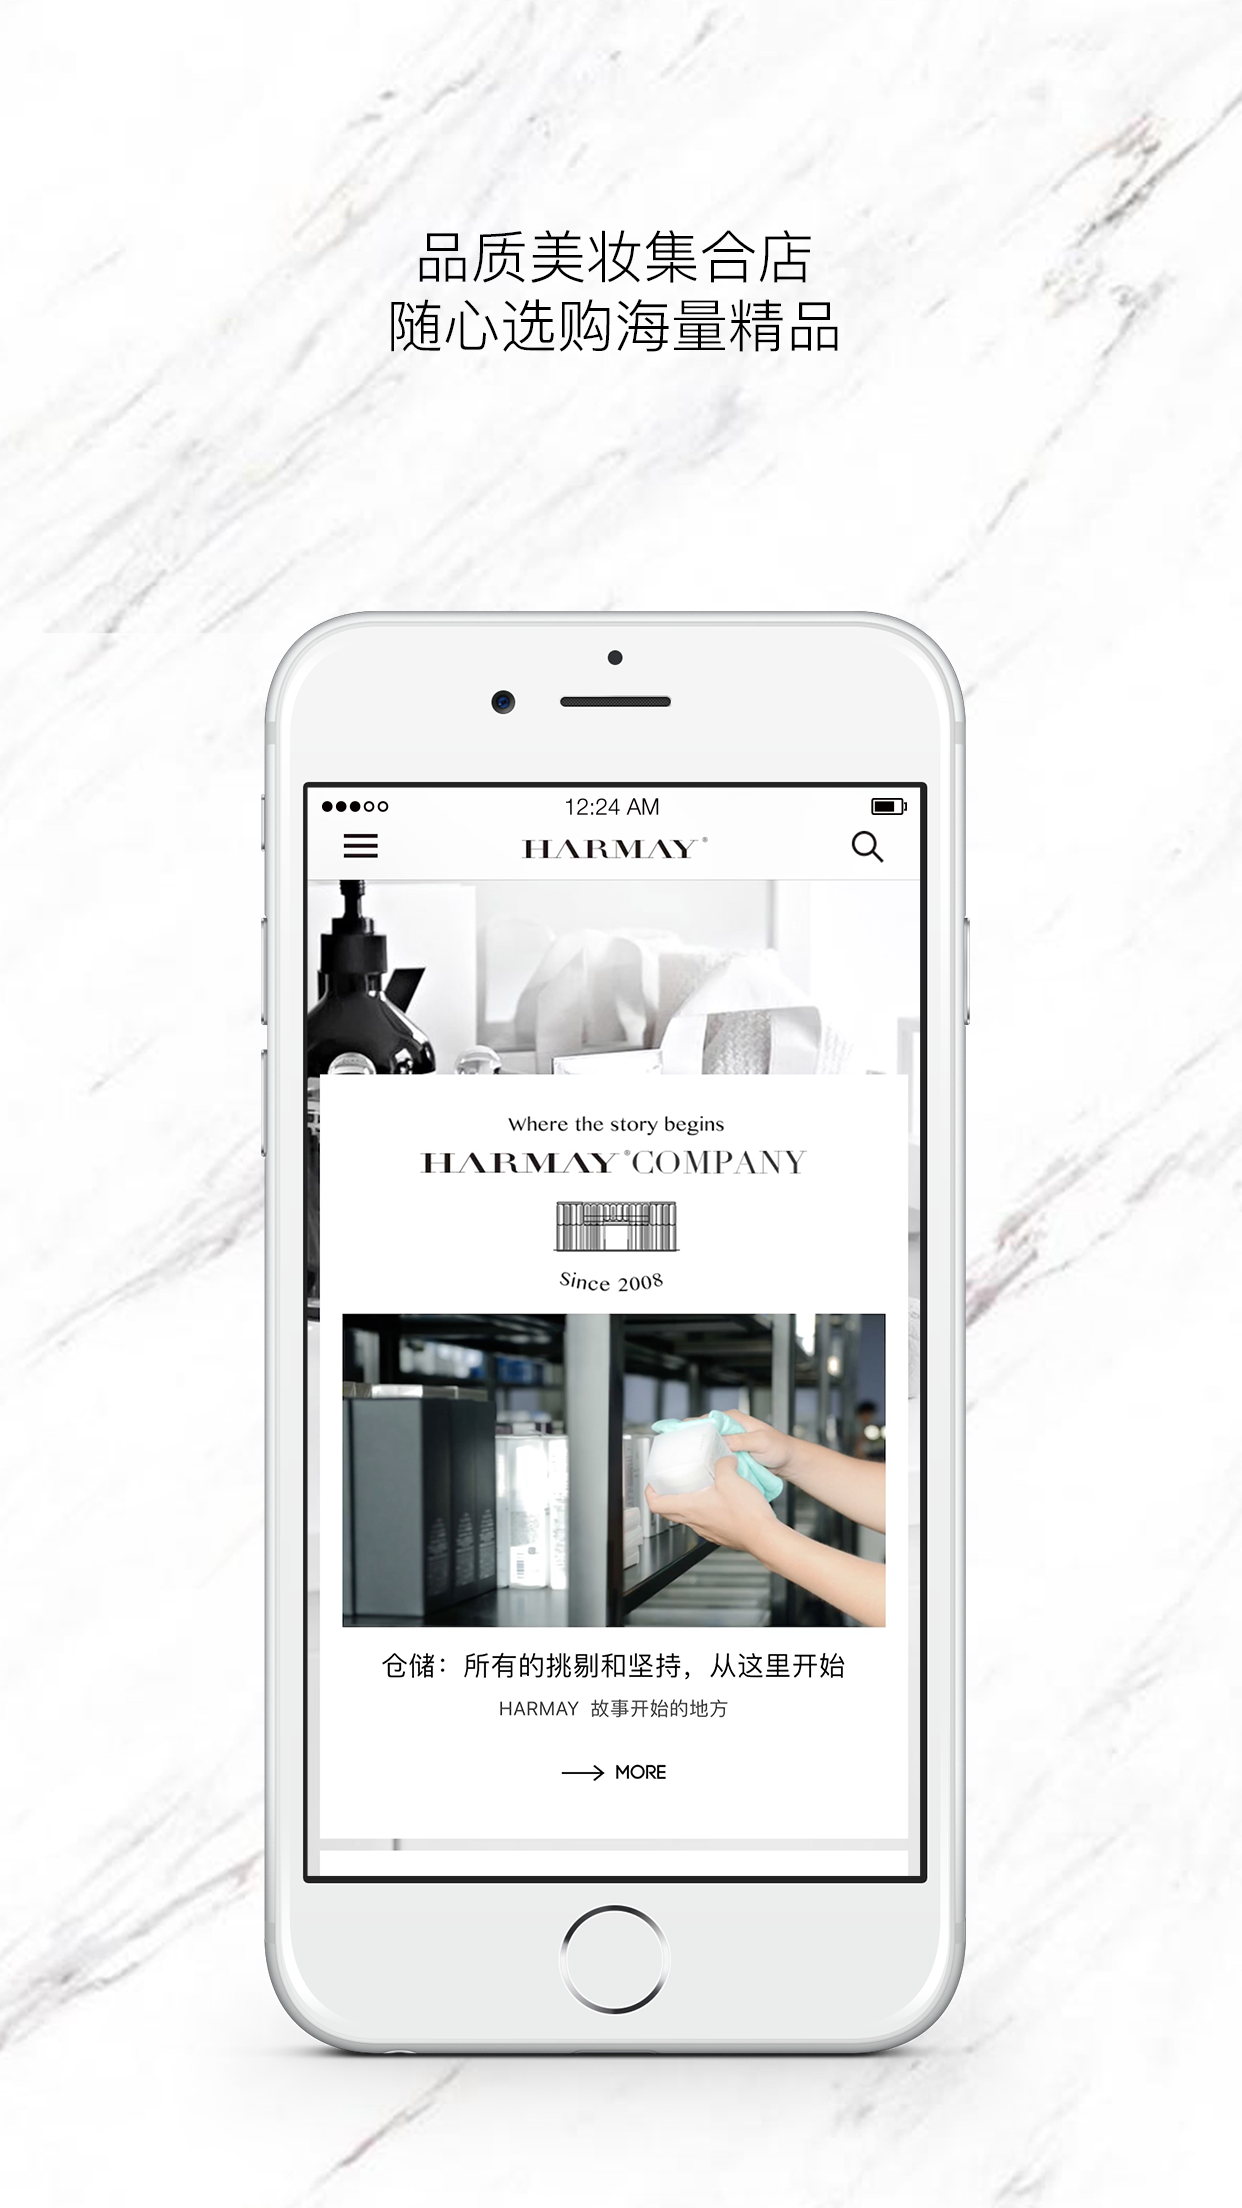 品质美妆集合店
随心选购海量精品
12:24 AM
HARMAY®
Where the story begins
HARMAY®COMPANY
Since 2008
仓储：所有的挑剔和坚持，从这里开始
HARMAY 故事开始的地方
MORE